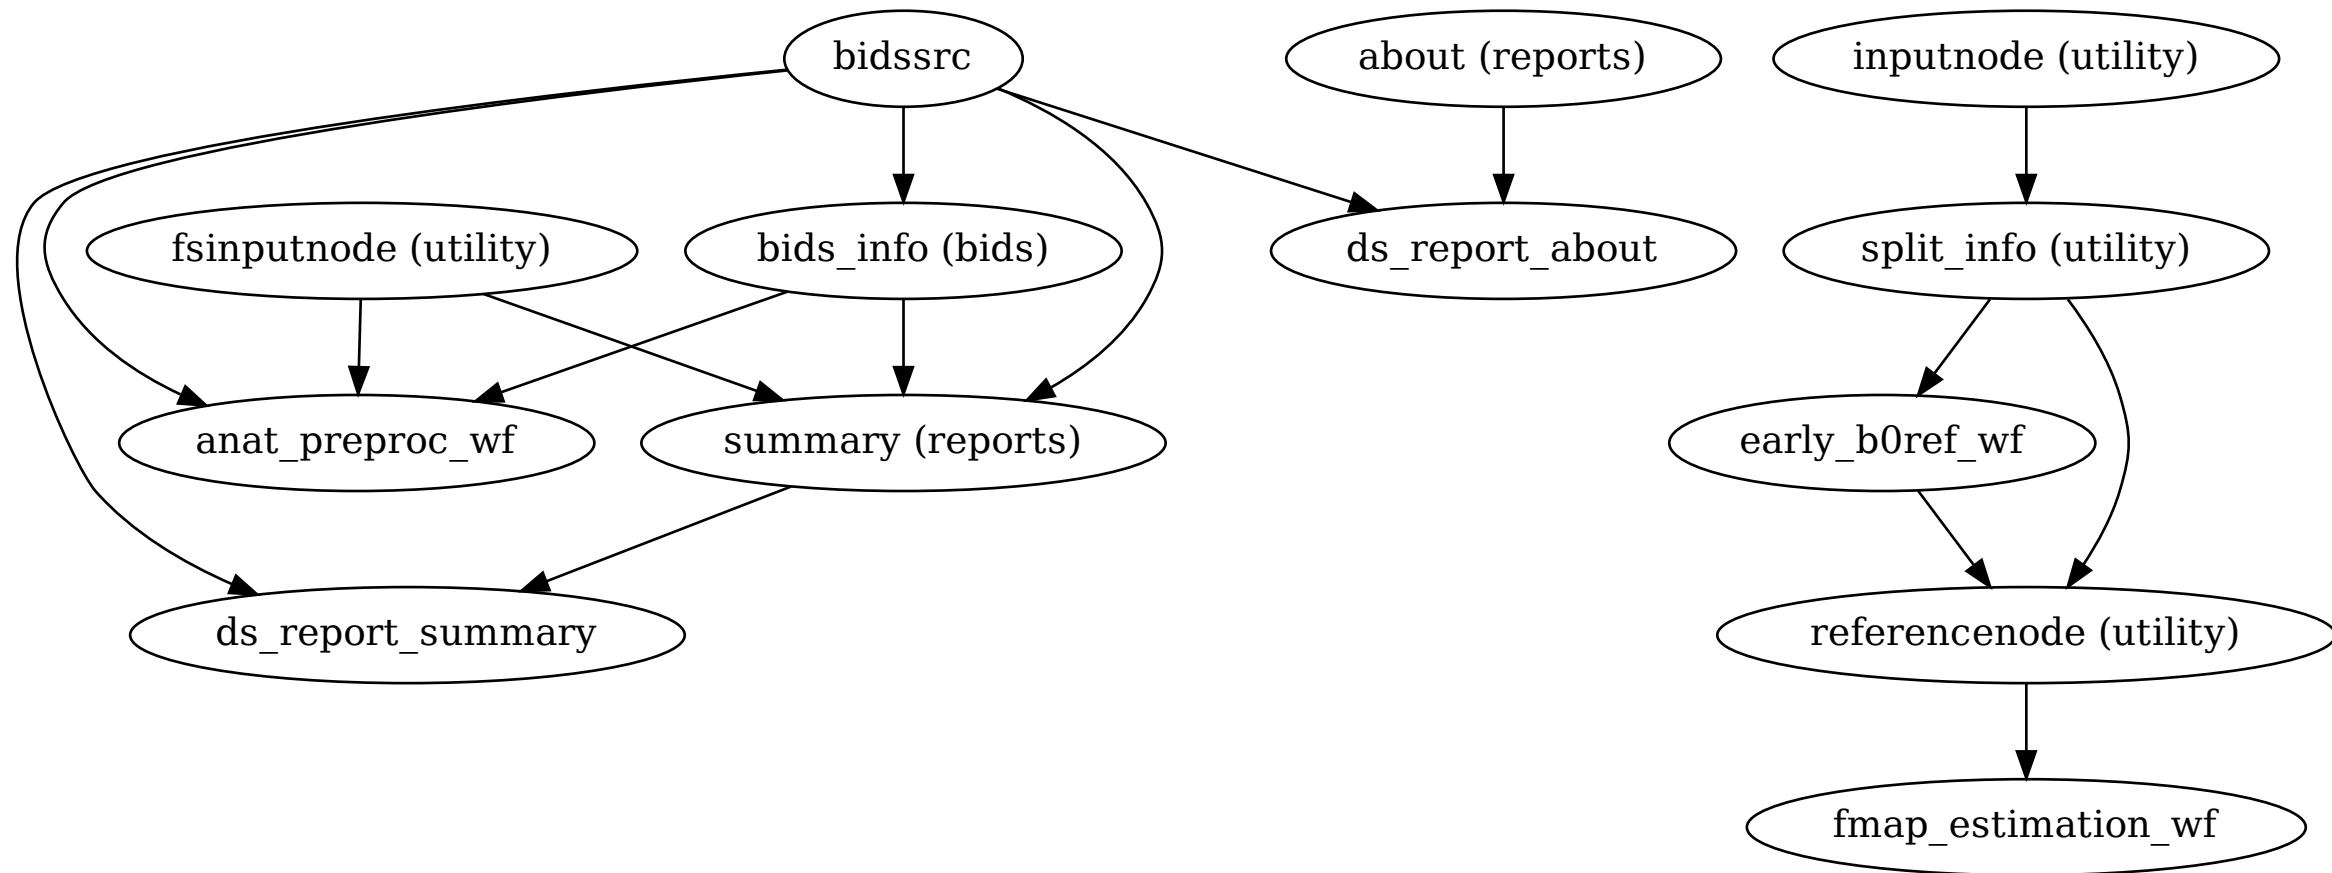 bidssrc
about (reports)
inputnode (utility)
fsinputnode (utility)
bids_info (bids)
ds_report_about
split_info (utility)
anat_preproc_wf
summary (reports)
early_b0ref_wf
ds_report_summary
referencenode (utility)
fmap_estimation_wf